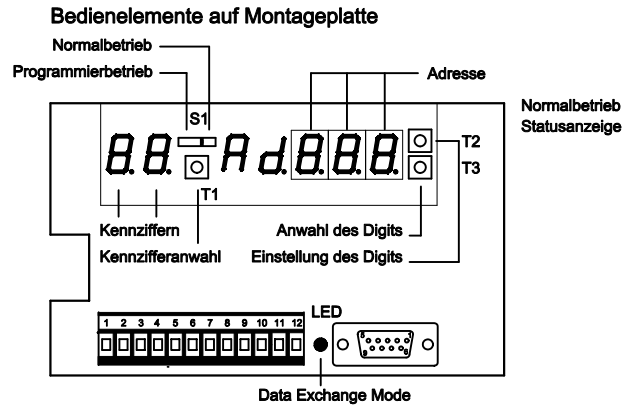 Bedienelemente auf Montageplatte
Normalbetrieb
Programmierbetrieb
Adresse
S1
Normalbetrieb
Statusanzeige
8.8. Ad.8.8.8.
T2
T3
T1
Kennziffern
Anwahl des Digits
Kennzifferanwahl
Einstellung des Digits
LED
1 2 3 4 5 6 7 8 9 10 11 12
Data Exchange Mode